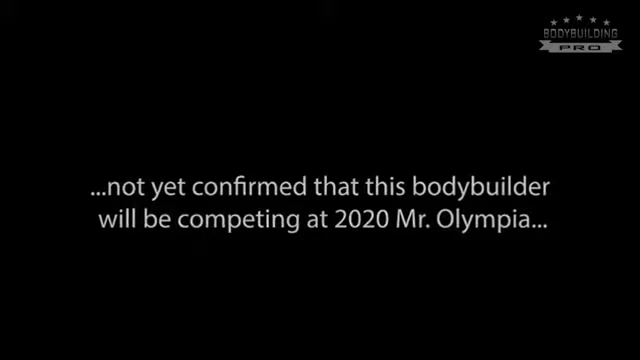 BODYBUILDING
PRO
...not yet confirmed that this bodybuilder
will be competing at 2020 Mr. Olympia...